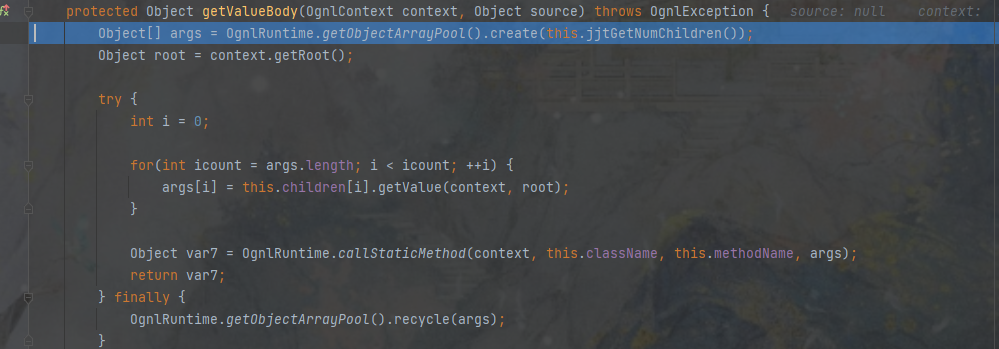 protected Object getValueBody(OgnlContext context, Object source) throws OgnlException {   source: null    context:
    Object[] args = OgnlRuntime.getObjectArrayPool().create(this.jjtGetNumChildren());
    Object root = context.getRoot();
    try {
        int i = 0;
        for(int icount = args.length; i < icount; ++i) {
            args[i] = this.children[i].getValue(context, root);
        }
        Object var7 = OgnlRuntime.callStaticMethod(context, this.className, this.methodName, args);
        return var7;
    } finally {
        OgnlRuntime.getObjectArrayPool().recycle(args);
    }